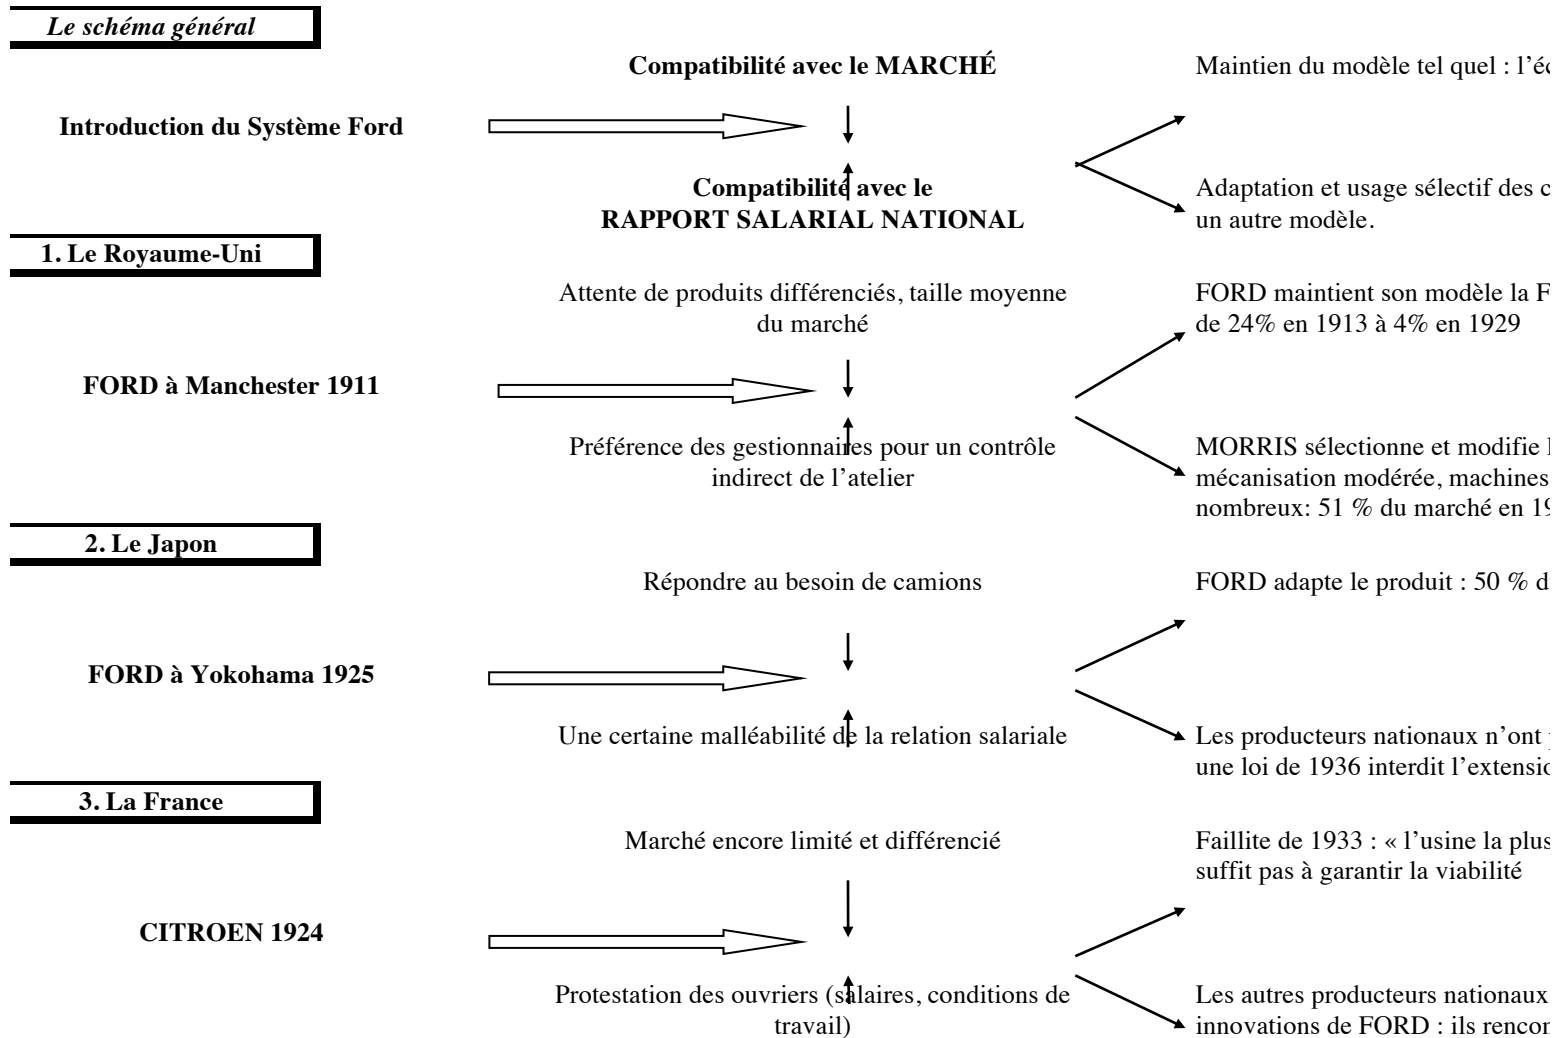 Le schéma général
Compatibilité avec le MARCHÉ
Maintien du modèle tel quel :
Introduction du Système Ford
Compatibilité avec le
RAPPORT SALARIAL NATIONAL
Adaptation et usage sélectif des
un autre modèle.
1. Le Royaume-Uni
Attente de produits différenciés, taille moyenne
du marché
FORD maintient son modèle la
de 24% en 1913 à 4% en 1929
FORD à Manchester 1911
Préférence des gestionnaires pour un contrôle
indirect de l'atelier
MORRIS sélectionne et modifie
mécanisation modérée, machines
nombreux: 51 % du marché en
2. Le Japon
Répondre au besoin de camions
FORD adapte le produit : 50 %
FORD à Yokohama 1925
Une certaine malléabilité de la relation salariale
Les producteurs nationaux n'ont
une loi de 1936 interdit
3. La France
Marché encore limité et différencié
Faillite de 1933 : « l'usine la plus
suffit pas à garantir la viabilité
CITROEN 1924
Protestation des ouvriers (salaires, conditions de
travail)
Les autres producteurs nationaux
innovations de FORD : ils